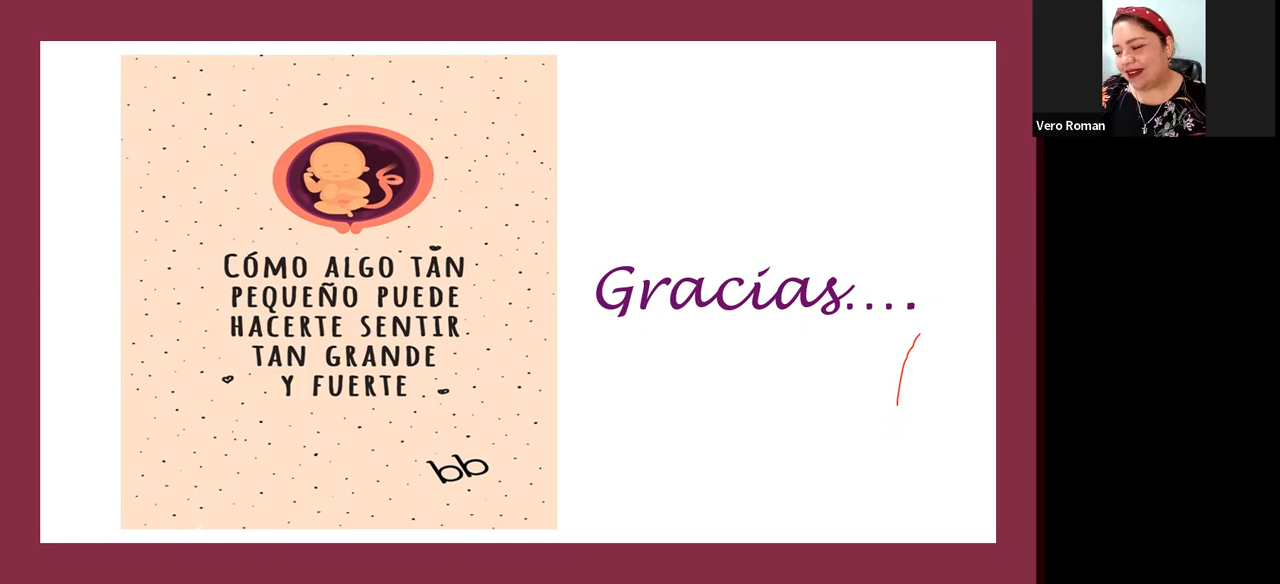 CÓMO ALGO TAN
PEQUEÑO PUEDE
HACERTE SENTIR
TAN GRANDE
Y FUERTE
bb
Gracias....
Vero Roman